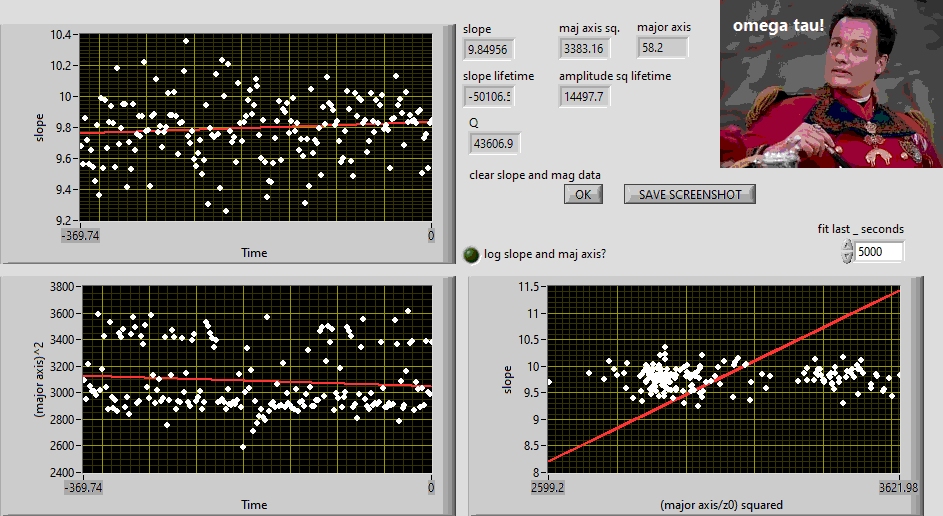 omega tau!
slope
9.84956
maj axis sq.
3383.16
major axis
58.2
slope lifetime
-50106.5
amplitude sq lifetime
14497.7
Q
43606.9
clear slope and mag data
OK
SAVE SCREENSHOT
log slope and maj axis?
fit last _ seconds
5000
slope
10.4
10.2
10
9.8
9.6
9.4
9.2
-369.74
0
Time
(major axis)^2
3800
3600
3400
3200
3000
2800
2600
2400
-369.74
0
Time
slope
11.5
11
10.5
10
9.5
9
8.5
8
2599.2
3621.98
(major axis/z0) squared